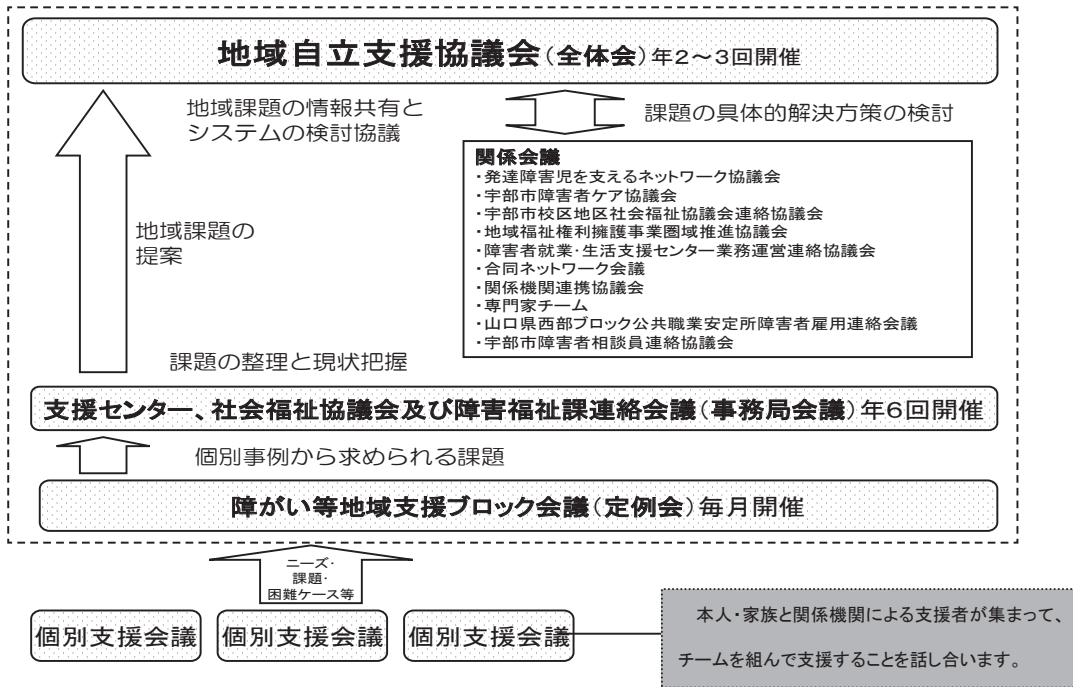 地域自立支援協議会(全体会)年2～3回開催
地域課題の情報共有と
システムの検討協議
課題の具体的解決方策の検討
関係会議
・発達障害児を支えるネットワーク協議会
・宇部市障害者ケア協議会
・宇部市校区地区社会福祉協議会連絡協議会
・地域福祉権利擁護事業圏域推進協議会
・障害者就業・生活支援センター業務運営連絡協議会
・合同ネットワーク会議
・関係機関連携協議会
・専門家チーム
・山口県西部ブロック公共職業安定所障害者雇用連絡会議
・宇部市障害者相談員連絡協議会
地域課題の
提案
課題の整理と現状把握
支援センター、社会福祉協議会及び障害福祉課連絡会議(事務局会議)年6回開催
個別事例から求められる課題
障がい等地域支援ブロック会議(定例会)毎月開催
ニーズ・
課題・
困難ケース等
個別支援会議
個別支援会議
個別支援会議
本人・家族と関係機関による支援者が集まって、
チームを組んで支援することを話し合います。